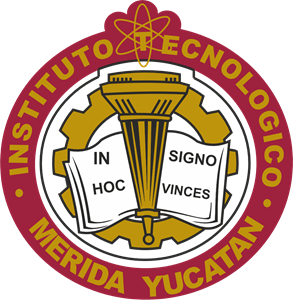 INSTITUTO TECNOLOGICO
IN HOC
SIGNO VINCES
MERIDA YUCATAN